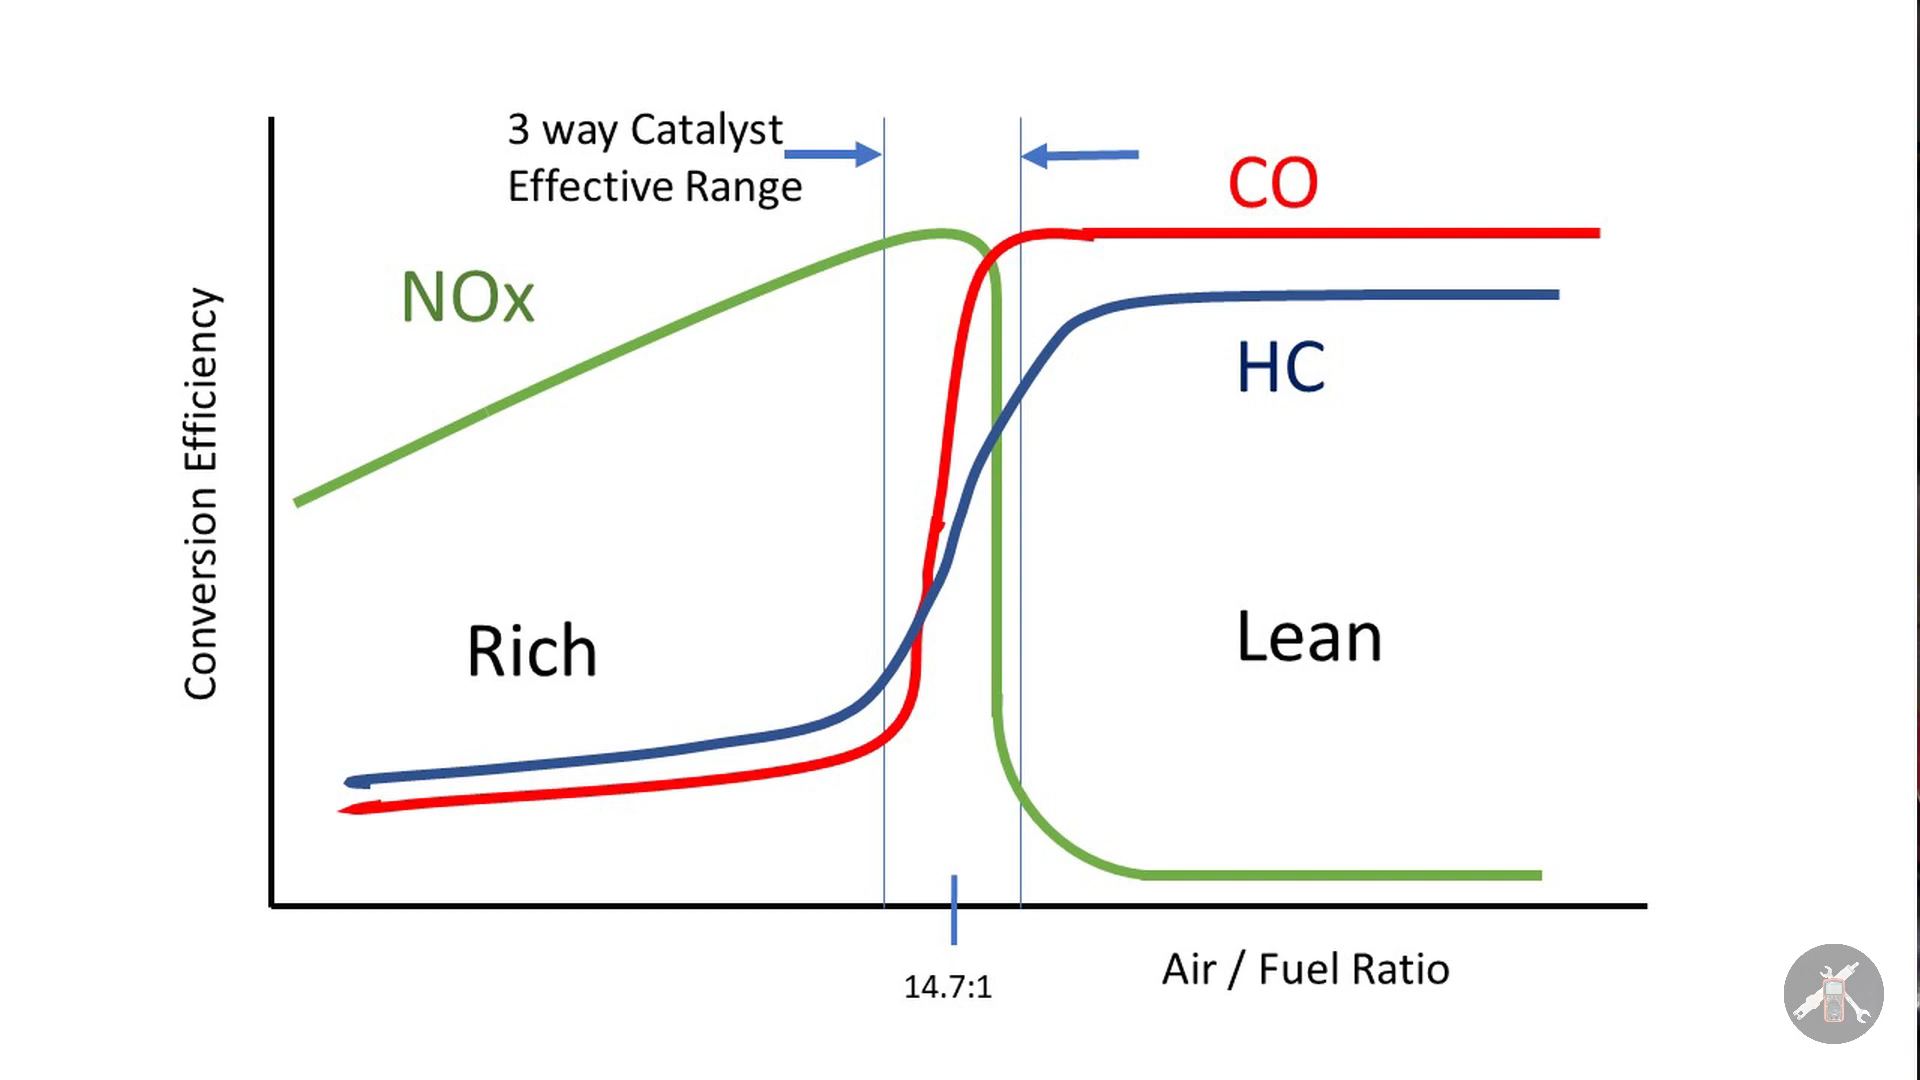 3 way Catalyst
Effective Range
CO
NOx
HC
Conversion Efficiency
Rich
Lean
14.7:1
Air / Fuel Ratio